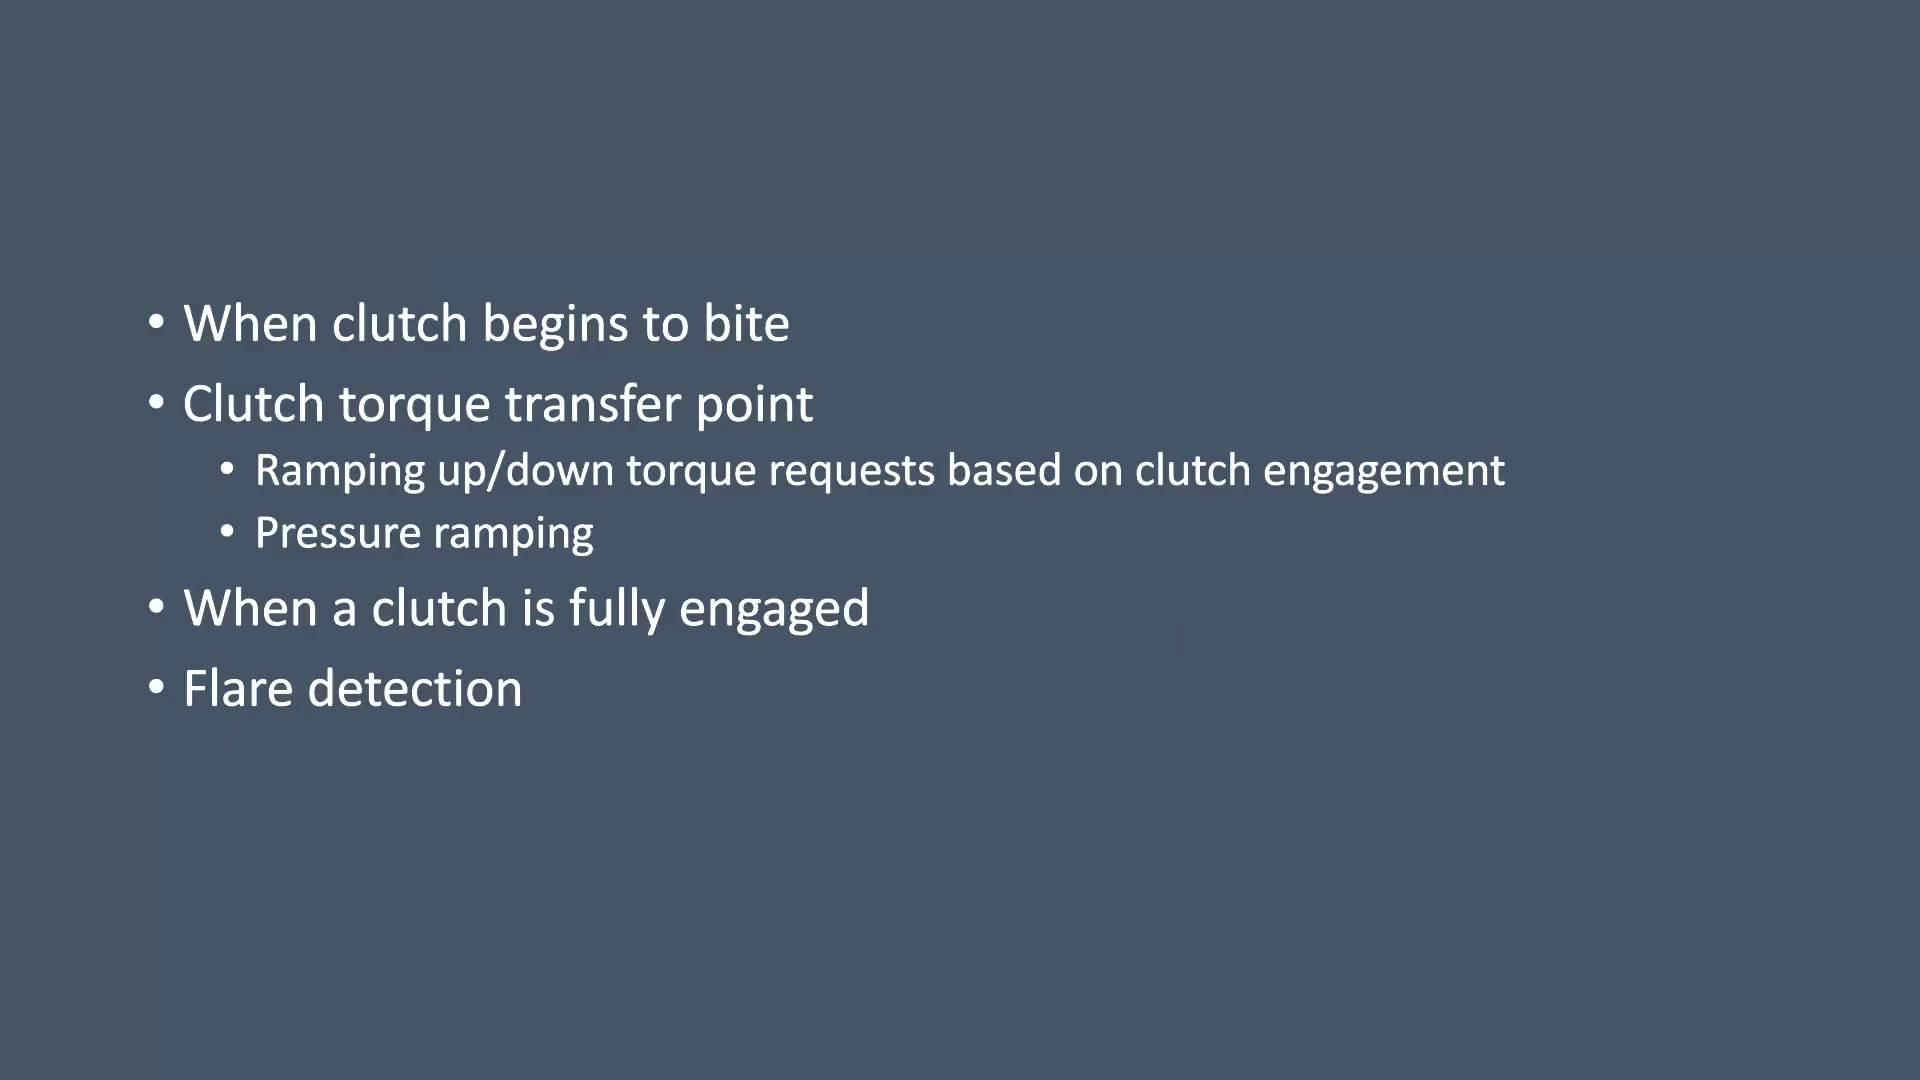 • When clutch begins to bite
• Clutch torque transfer point
• Ramping up/down torque requests based on clutch engagement
• Pressure ramping
• When a clutch is fully engaged
• Flare detection